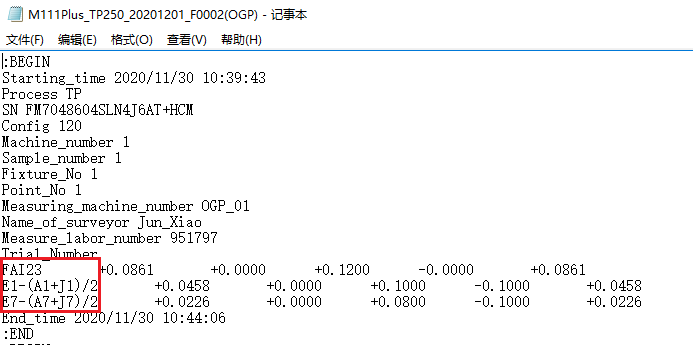 M111Plus_TP250_20201201_F0002(OGP) - 记事本
文件(F) 编辑(E) 格式(O) 查看(V) 帮助(H)
:BEGIN
Starting_time 2020/11/30 10:39:43
Process TP
SN FM7048604SLN4J6AT+HCM
Config 120
Machine_number 1
Sample_number 1
Fixture_No 1
Point_No 1
Measuring_machine_number OGP_01
Name_of_surveyor Jun_Xiao
Measure_labor_number 951797
Trial_Number
FAI23 +0.0861 +0.0000 +0.1200 -0.0000 +0.0861
E1-(A1+J1)/2 +0.0458 +0.0000 +0.1000 -0.1000 +0.0458
E7-(A7+J7)/2 +0.0226 +0.0000 +0.0800 -0.1000 +0.0226
End_time 2020/11/30 10:44:06
:END